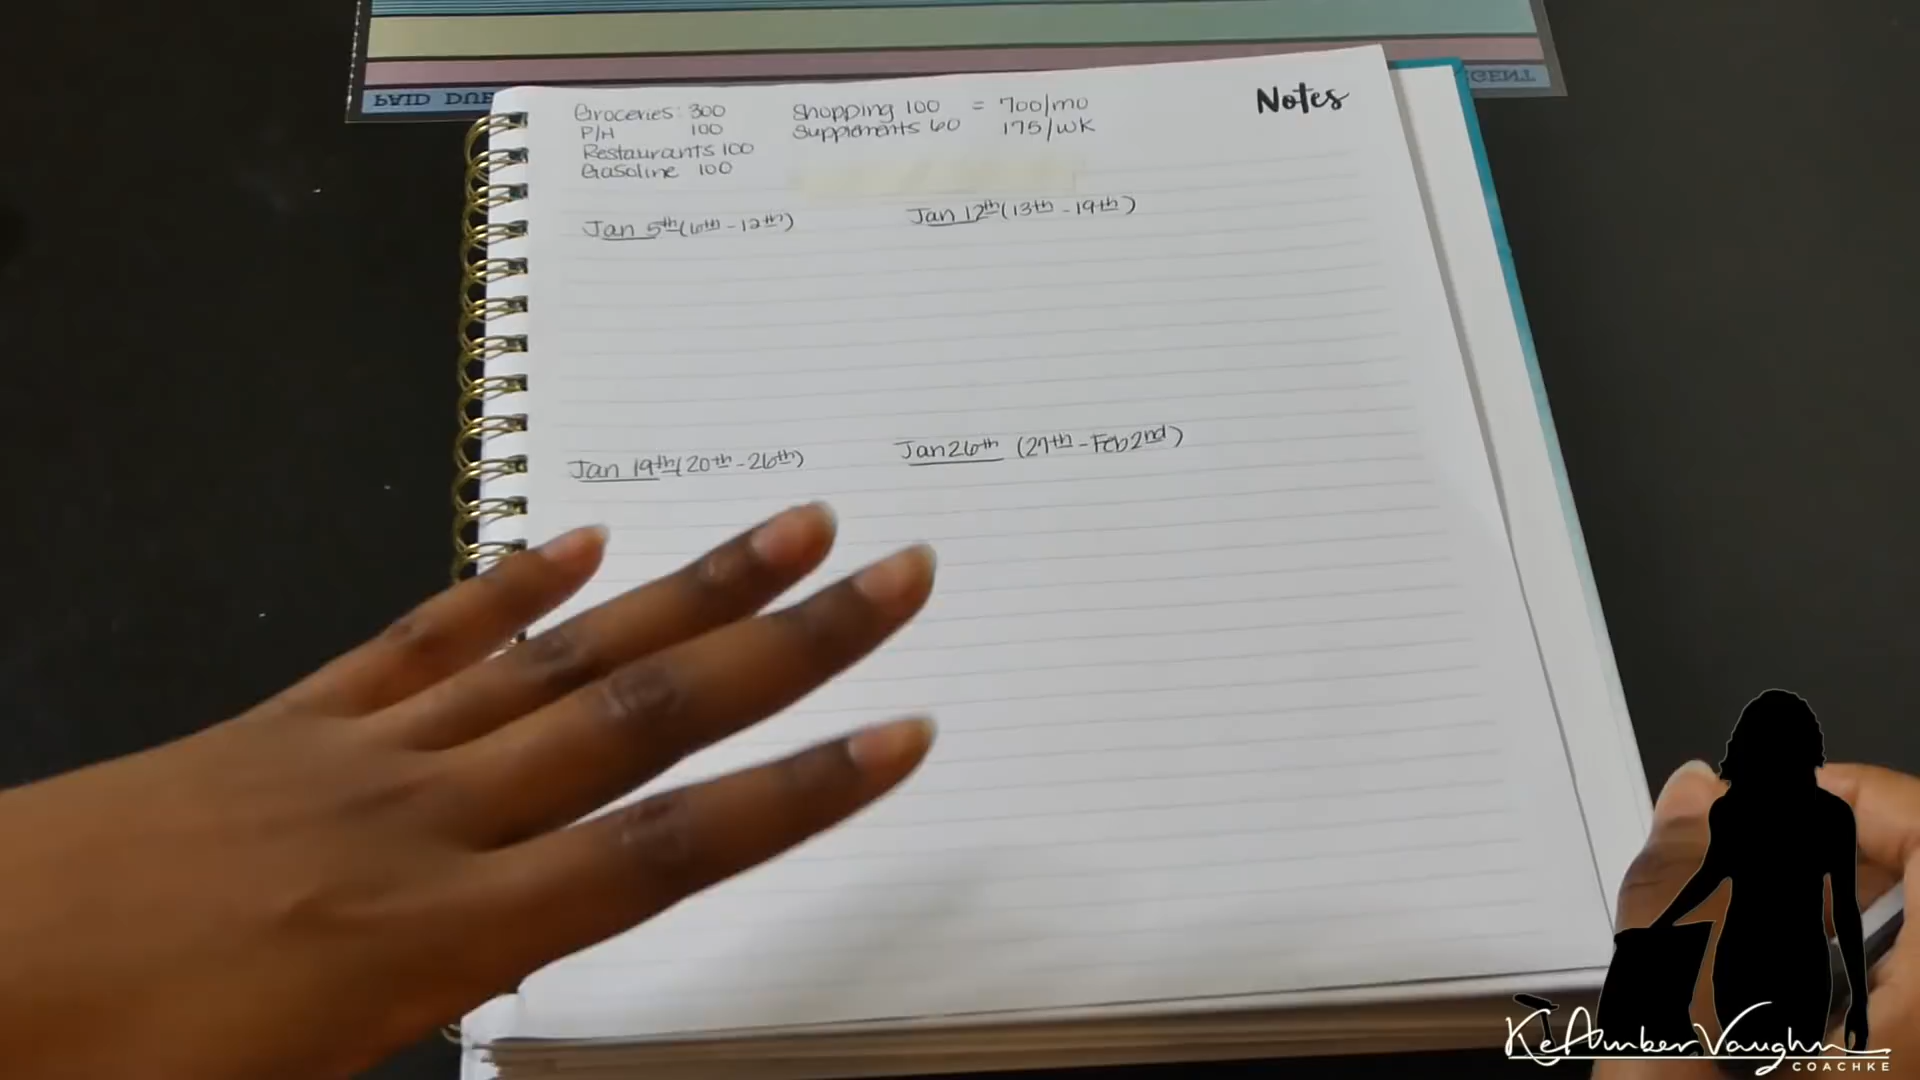 PAID DUE
GENT
Notes
Groceries: 300
P/H 100
Restaurants 100
Gasoline 100
Shopping 100 = 700/mo
Supplements 60 175/wk
Jan 5th (6th - 12th)
Jan 12th (13th - 19th)
Jan 19th (20th - 26th)
Jan 26th (27th - Feb 2nd)
KeAmber Vaughn
COACHKE